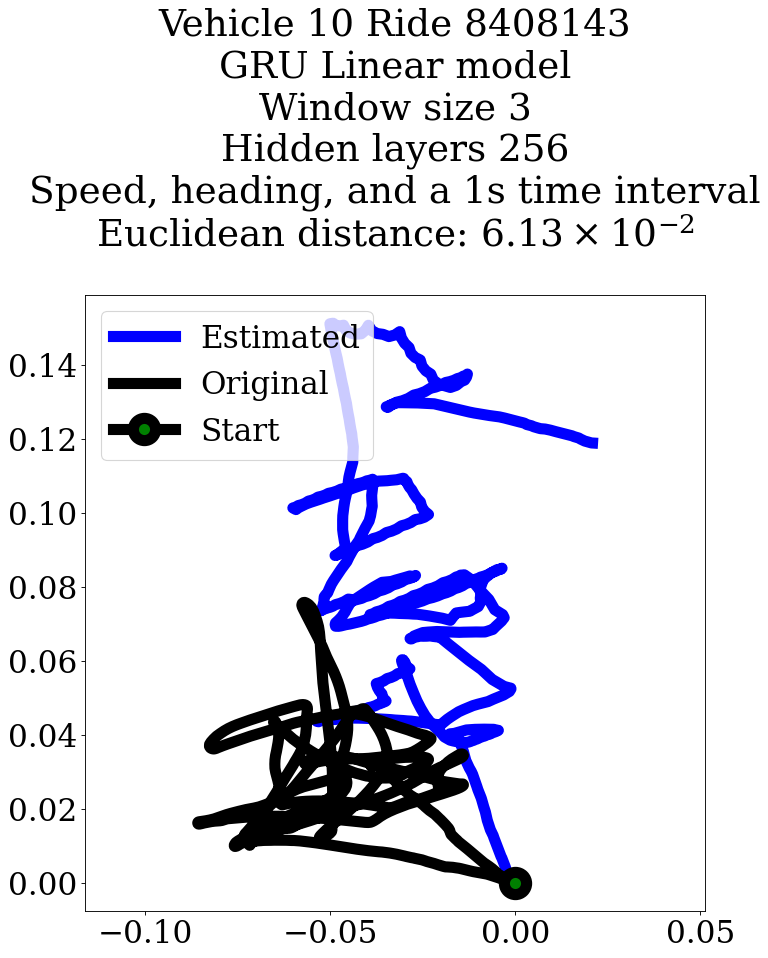 Vehicle 10 Ride 8408143
GRU Linear model
Window size 3
Hidden layers 256
Speed, heading, and a 1s time interval
Euclidean distance: 6.13 × 10⁻²
Estimated
Original
Start
0.14
0.12
0.10
0.08
0.06
0.04
0.02
0.00
−0.10 −0.05 0.00 0.05